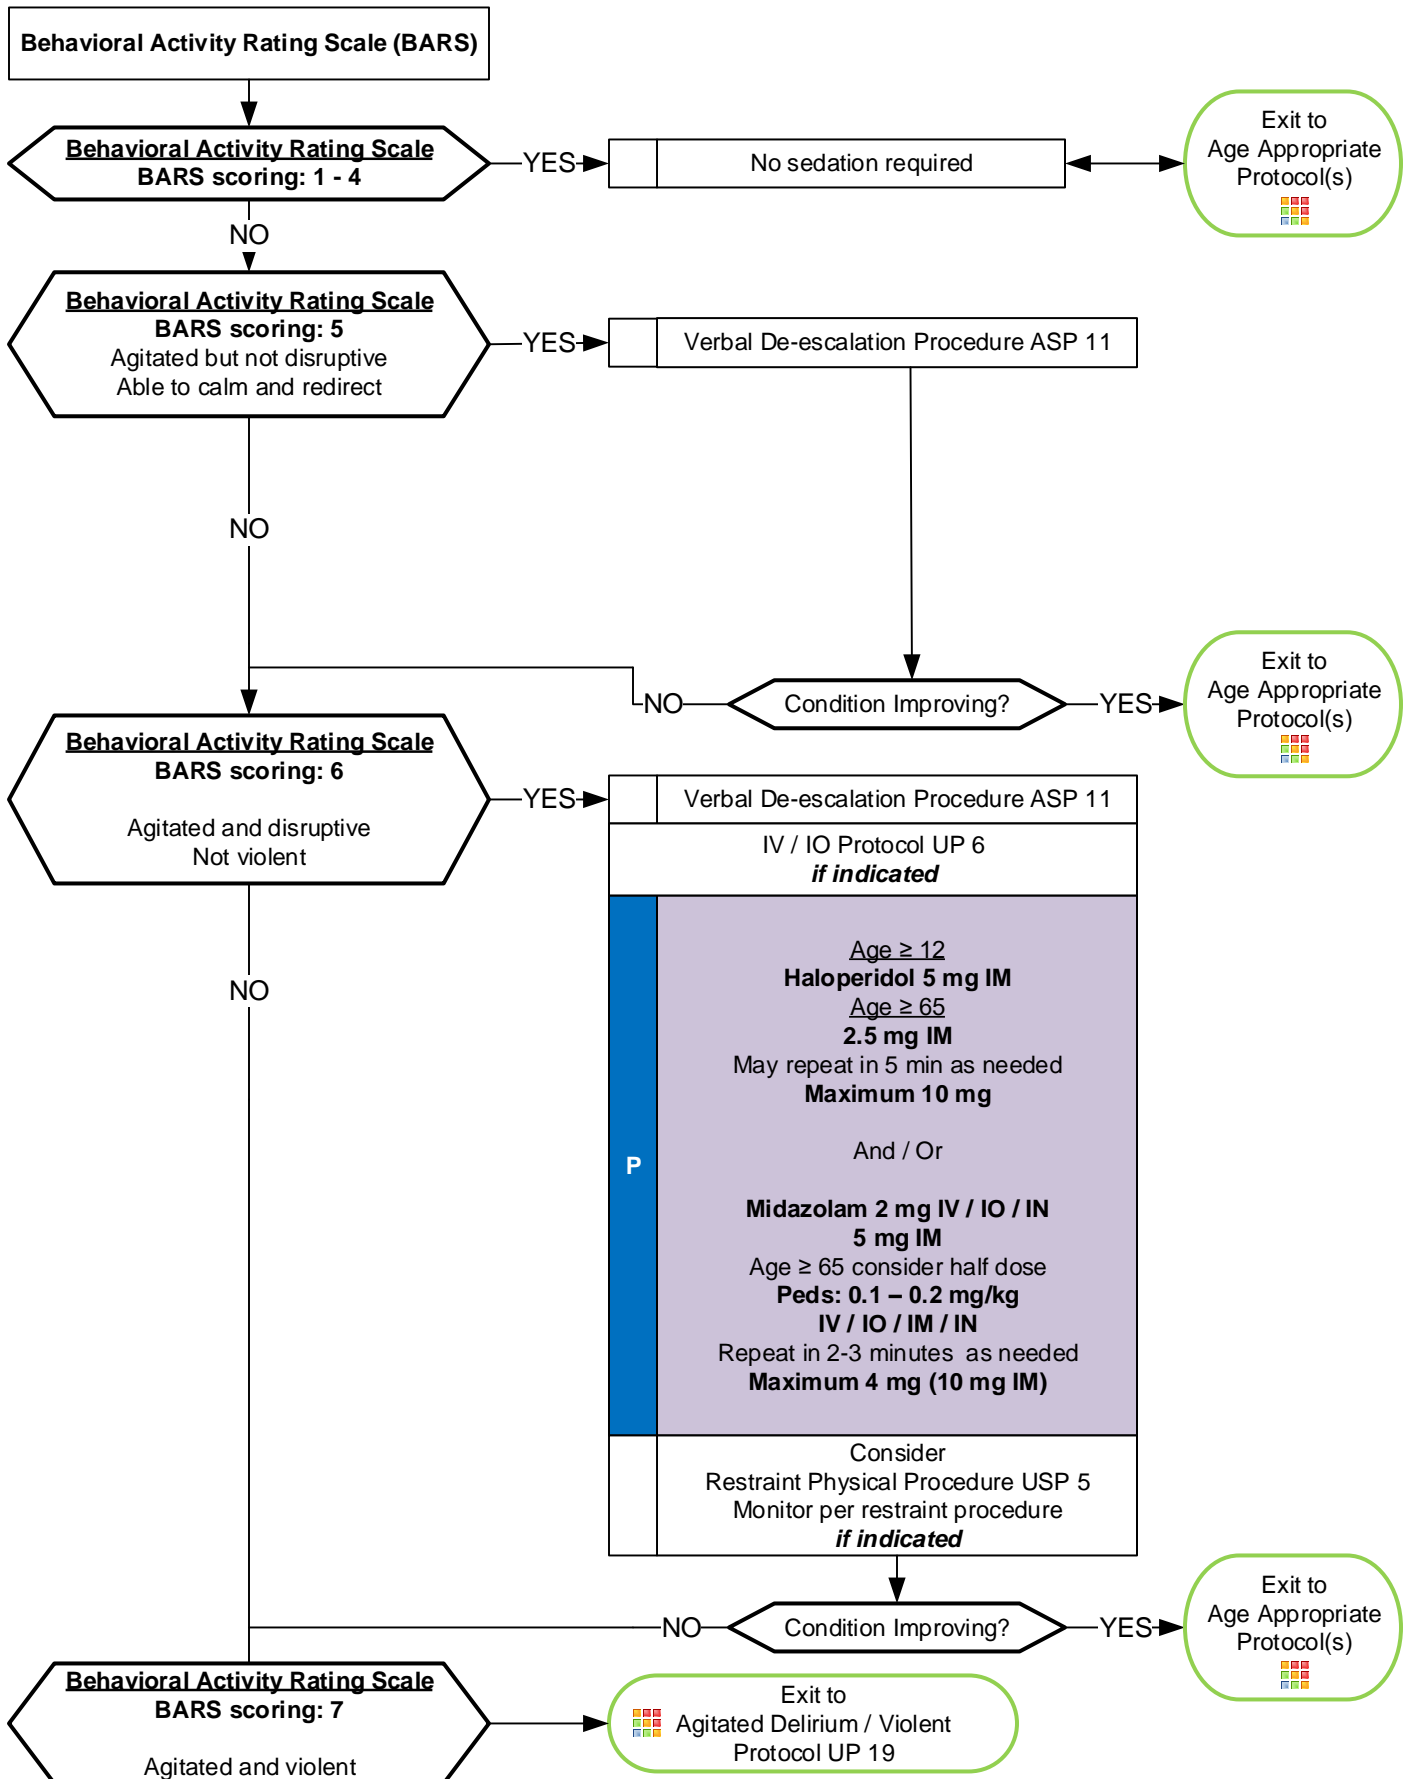 Behavioral Activity Rating Scale (BARS)
Behavioral Activity Rating Scale
BARS scoring: 1 - 4
YES
No sedation required
Exit to
Age Appropriate
Protocol(s)
NO
Behavioral Activity Rating Scale
BARS scoring: 5
Agitated but not disruptive
Able to calm and redirect
YES
Verbal De-escalation Procedure ASP 11
NO
Condition Improving?
NO
YES
Exit to
Age Appropriate
Protocol(s)
Behavioral Activity Rating Scale
BARS scoring: 6
Agitated and disruptive
Not violent
YES
Verbal De-escalation Procedure ASP 11
IV / IO Protocol UP 6
if indicated
P
Age ≥ 12
Haloperidol 5 mg IM
Age ≥ 65
2.5 mg IM
May repeat in 5 min as needed
Maximum 10 mg
And / Or
Midazolam 2 mg IV / IO / IN
5 mg IM
Age ≥ 65 consider half dose
Peds: 0.1 – 0.2 mg/kg
IV / IO / IM / IN
Repeat in 2-3 minutes as needed
Maximum 4 mg (10 mg IM)
Consider
Restraint Physical Procedure USP 5
Monitor per restraint procedure
if indicated
NO
Condition Improving?
NO
YES
Exit to
Age Appropriate
Protocol(s)
Behavioral Activity Rating Scale
BARS scoring: 7
Agitated and violent
Exit to
Agitated Delirium / Violent
Protocol UP 19